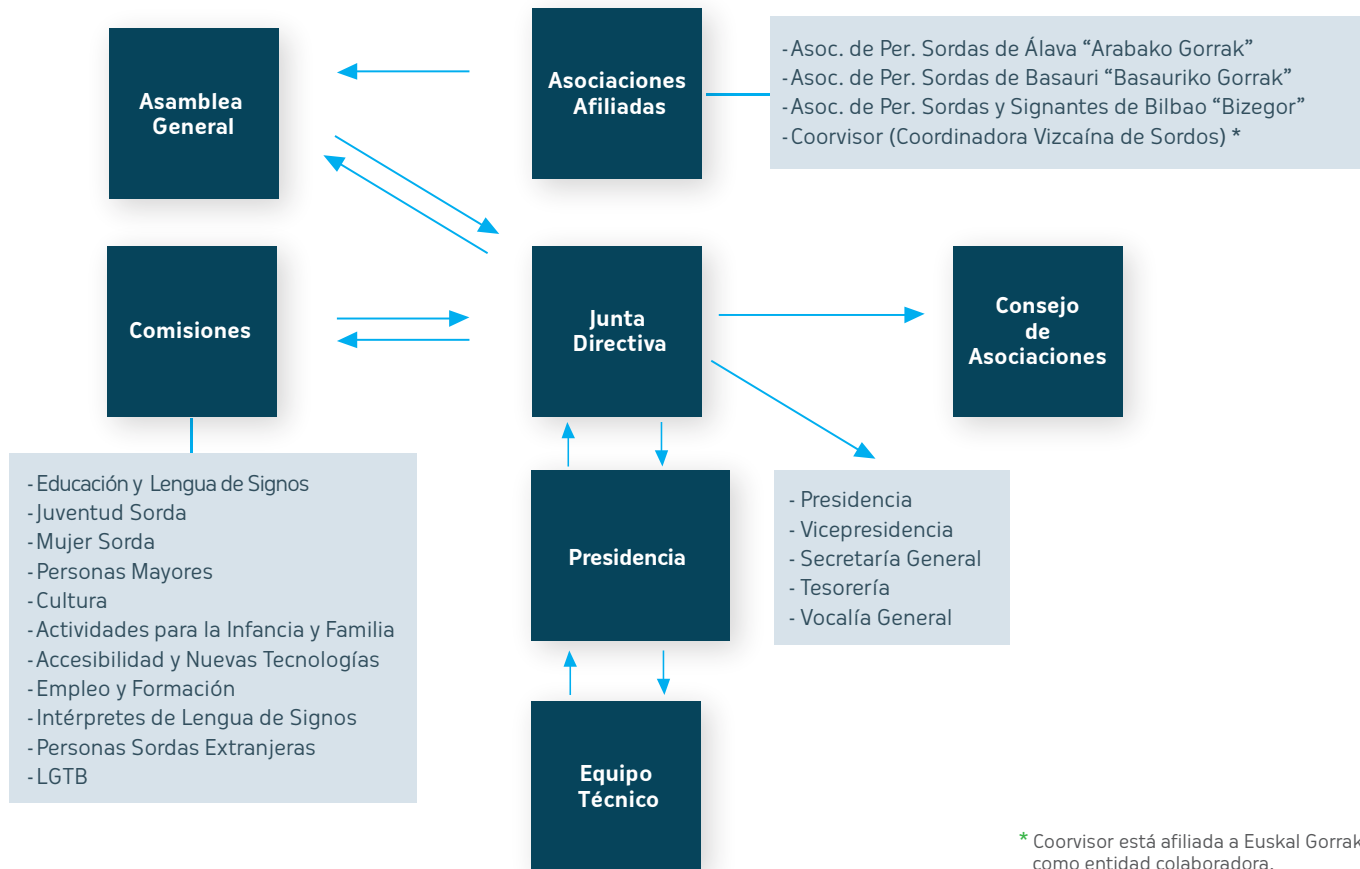 Asamblea
General
Asociaciones
Afiliadas
-Asoc. de Per. Sordas de Álava “Arabako Gorrak”
-Asoc. de Per. Sordas de Basauri “Basauriko Gorrak”
-Asoc. de Per. Sordas y Signantes de Bilbao “Bizegor”
-Coorvisor (Coordinadora Vizcaína de Sordos) *
Comisiones
Junta
Directiva
Consejo
de
Asociaciones
-Educación y Lengua de Signos
-Juventud Sorda
-Mujer Sorda
-Personas Mayores
-Cultura
-Actividades para la Infancia y Familia
-Accesibilidad y Nuevas Tecnologías
-Empleo y Formación
-Intérpretes de Lengua de Signos
-Personas Sordas Extranjeras
-LGTB
Presidencia
- Presidencia
- Vicepresidencia
- Secretaría General
- Tesorería
- Vocalía General
Equipo
Técnico
* Coorvisor está afiliada a Euskal Gorrak
como entidad colaboradora.